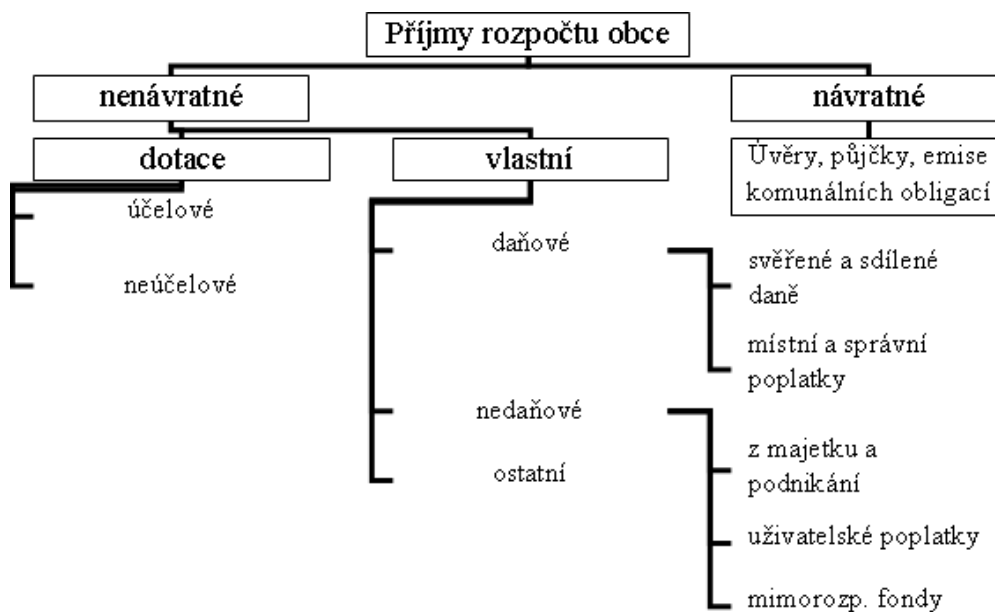 Příjmy rozpočtu obce
nenávratné
návratné
dotace
vlastní
Úvěry, půjčky, emise
komunálních obligací
účelové
neúčelové
daňové
svěřené a sdílené
daně
místní a správní
poplatky
nedaňové
ostatní
z majetku a
podnikání
uživatelské poplatky
mimorozp. fondy